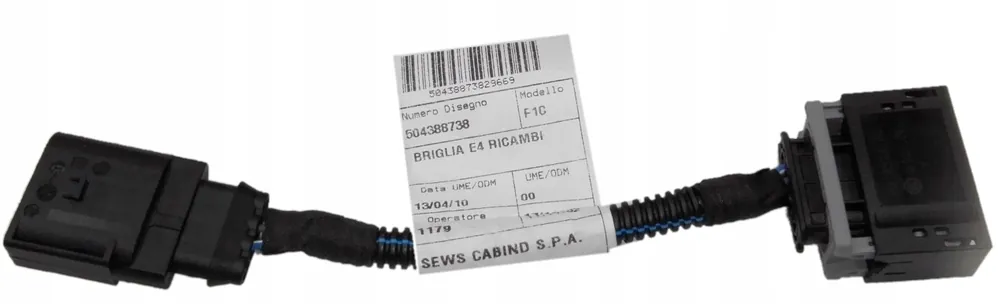 50438873829669
Numero Disegno
Modello
504388738
F1C
BRIGLIA E4 RICAMBI
Data UME/ODM
UME/ODM
13/04/10
00
Operatore
1179
SEWS CABIND S.P.A.